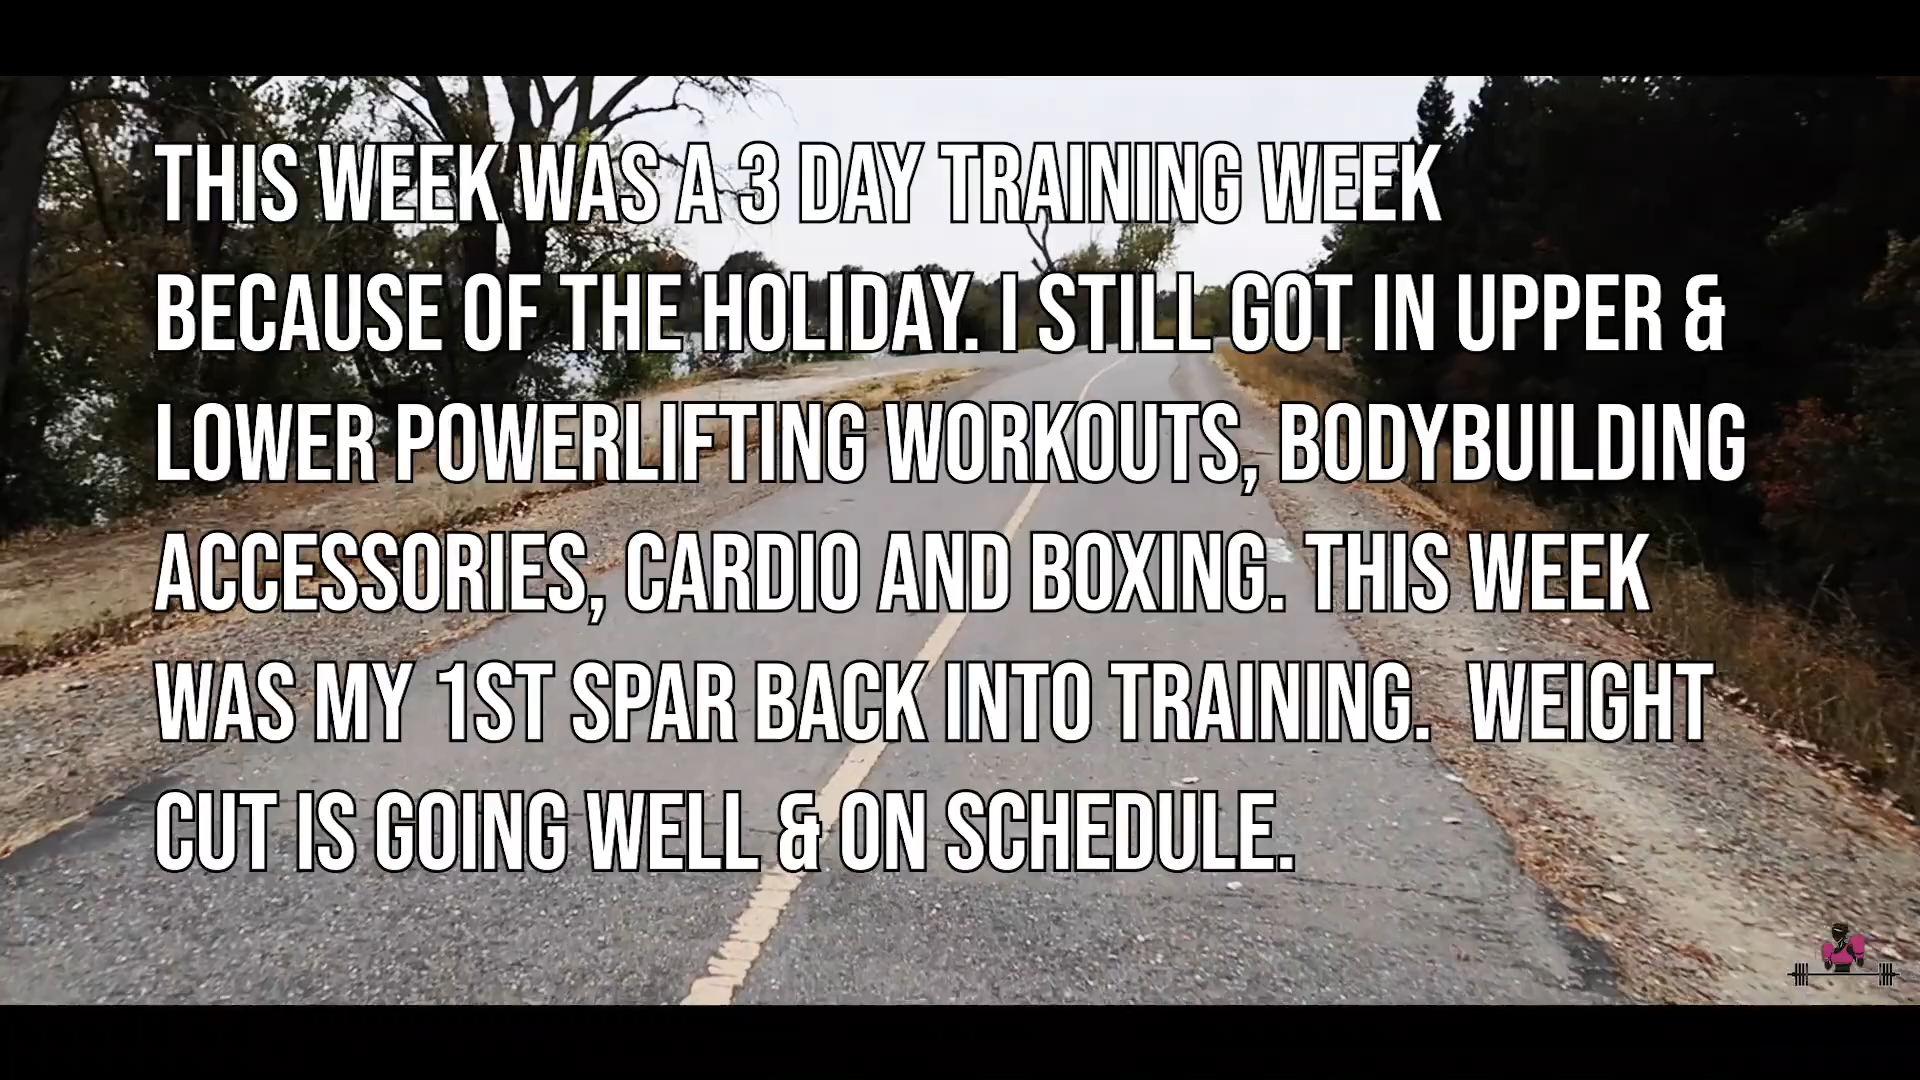 THIS WEEK WAS A 3 DAY TRAINING WEEK
BECAUSE OF THE HOLIDAY. I STILL GOT IN UPPER &
LOWER POWERLIFTING WORKOUTS, BODYBUILDING
ACCESSORIES, CARDIO AND BOXING. THIS WEEK
WAS MY 1ST SPAR BACK INTO TRAINING.  WEIGHT
CUT IS GOING WELL & ON SCHEDULE.